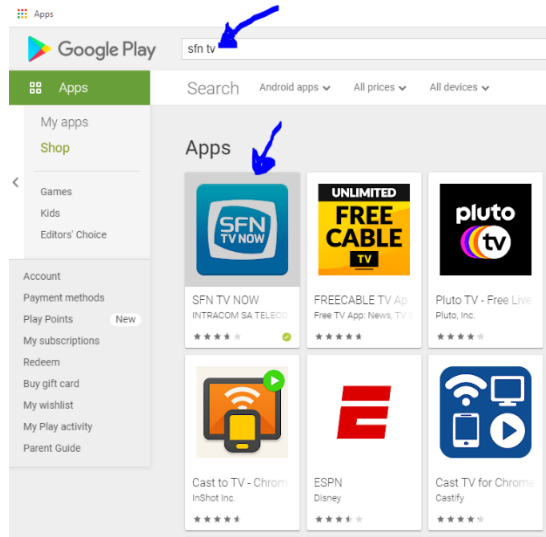 Apps
Google Play
sfn tv
Apps
Search
Android apps
All prices
All devices
My apps
Shop
Games
Kids
Editors' Choice
Account
Payment methods
Play Points
New
My subscriptions
Redeem
Buy gift card
My wishlist
My Play activity
Parent Guide
Apps
SFN
TV NOW
SFN TV NOW
INTRACOM SA TELEC
UNLIMITED
FREE
CABLE
TV
FREECABLE TV Ap
Free TV App: News, TV S
pluto
tv
Pluto TV - Free Live
Pluto, Inc.
Cast to TV - Chrom
InShot Inc.
E
ESPN
Disney
Cast TV for Chrome
Castify